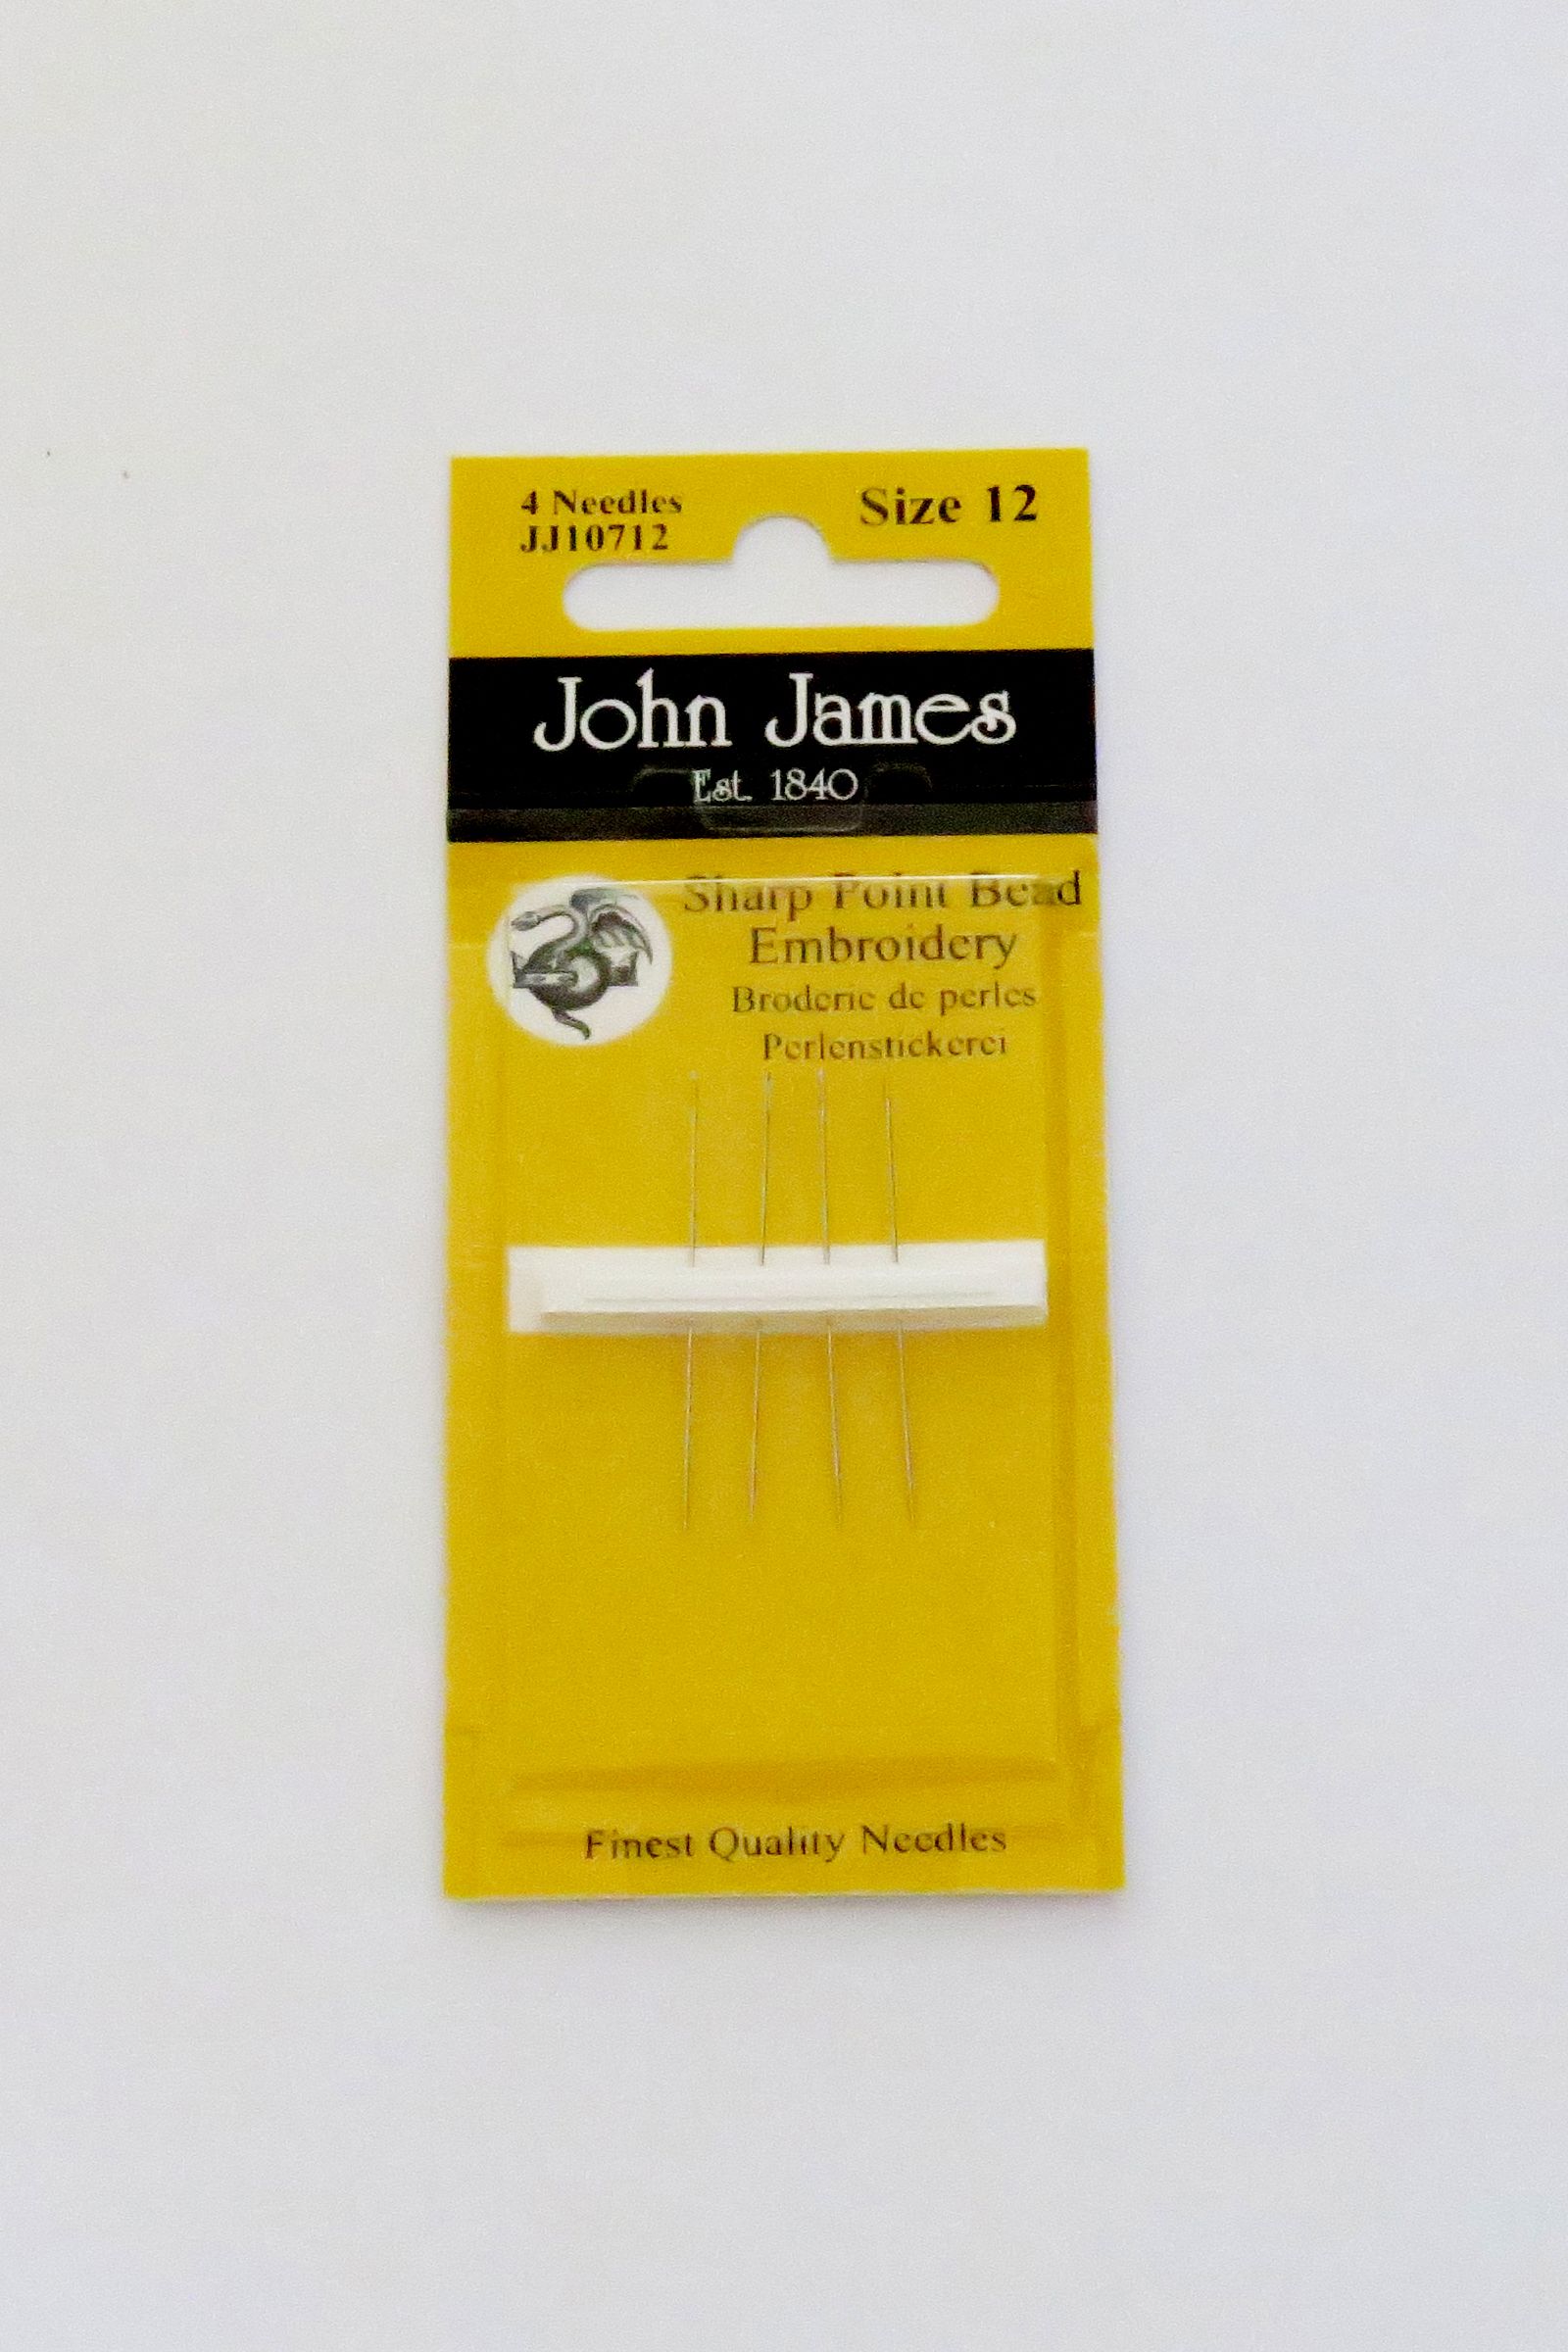 4 Needles
JJ10712
Size 12
John James
Est. 1840
Sharp Point Bead
Embroidery
Broderie de perles
Perlenstickerei
Finest Quality Needles